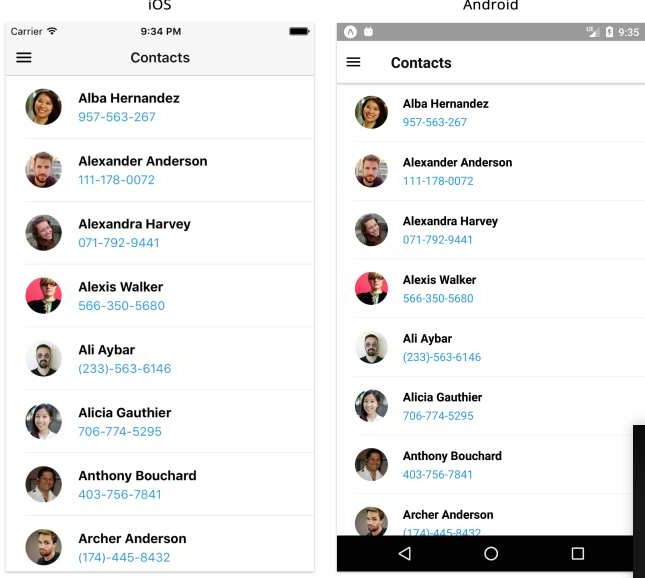 iOS
Carrier 9:34 PM
Contacts
Alba Hernandez
957-563-267
Alexander Anderson
111-178-0072
Alexandra Harvey
071-792-9441
Alexis Walker
566-350-5680
Ali Aybar
(233)-563-6146
Alicia Gauthier
706-774-5295
Anthony Bouchard
403-756-7841
Archer Anderson
(174)-445-8432
Android
9:35
Contacts
Alba Hernandez
957-563-267
Alexander Anderson
111-178-0072
Alexandra Harvey
071-792-9441
Alexis Walker
566-350-5680
Ali Aybar
(233)-563-6146
Alicia Gauthier
706-774-5295
Anthony Bouchard
403-756-7841
Archer Anderson
(174)-445-8432